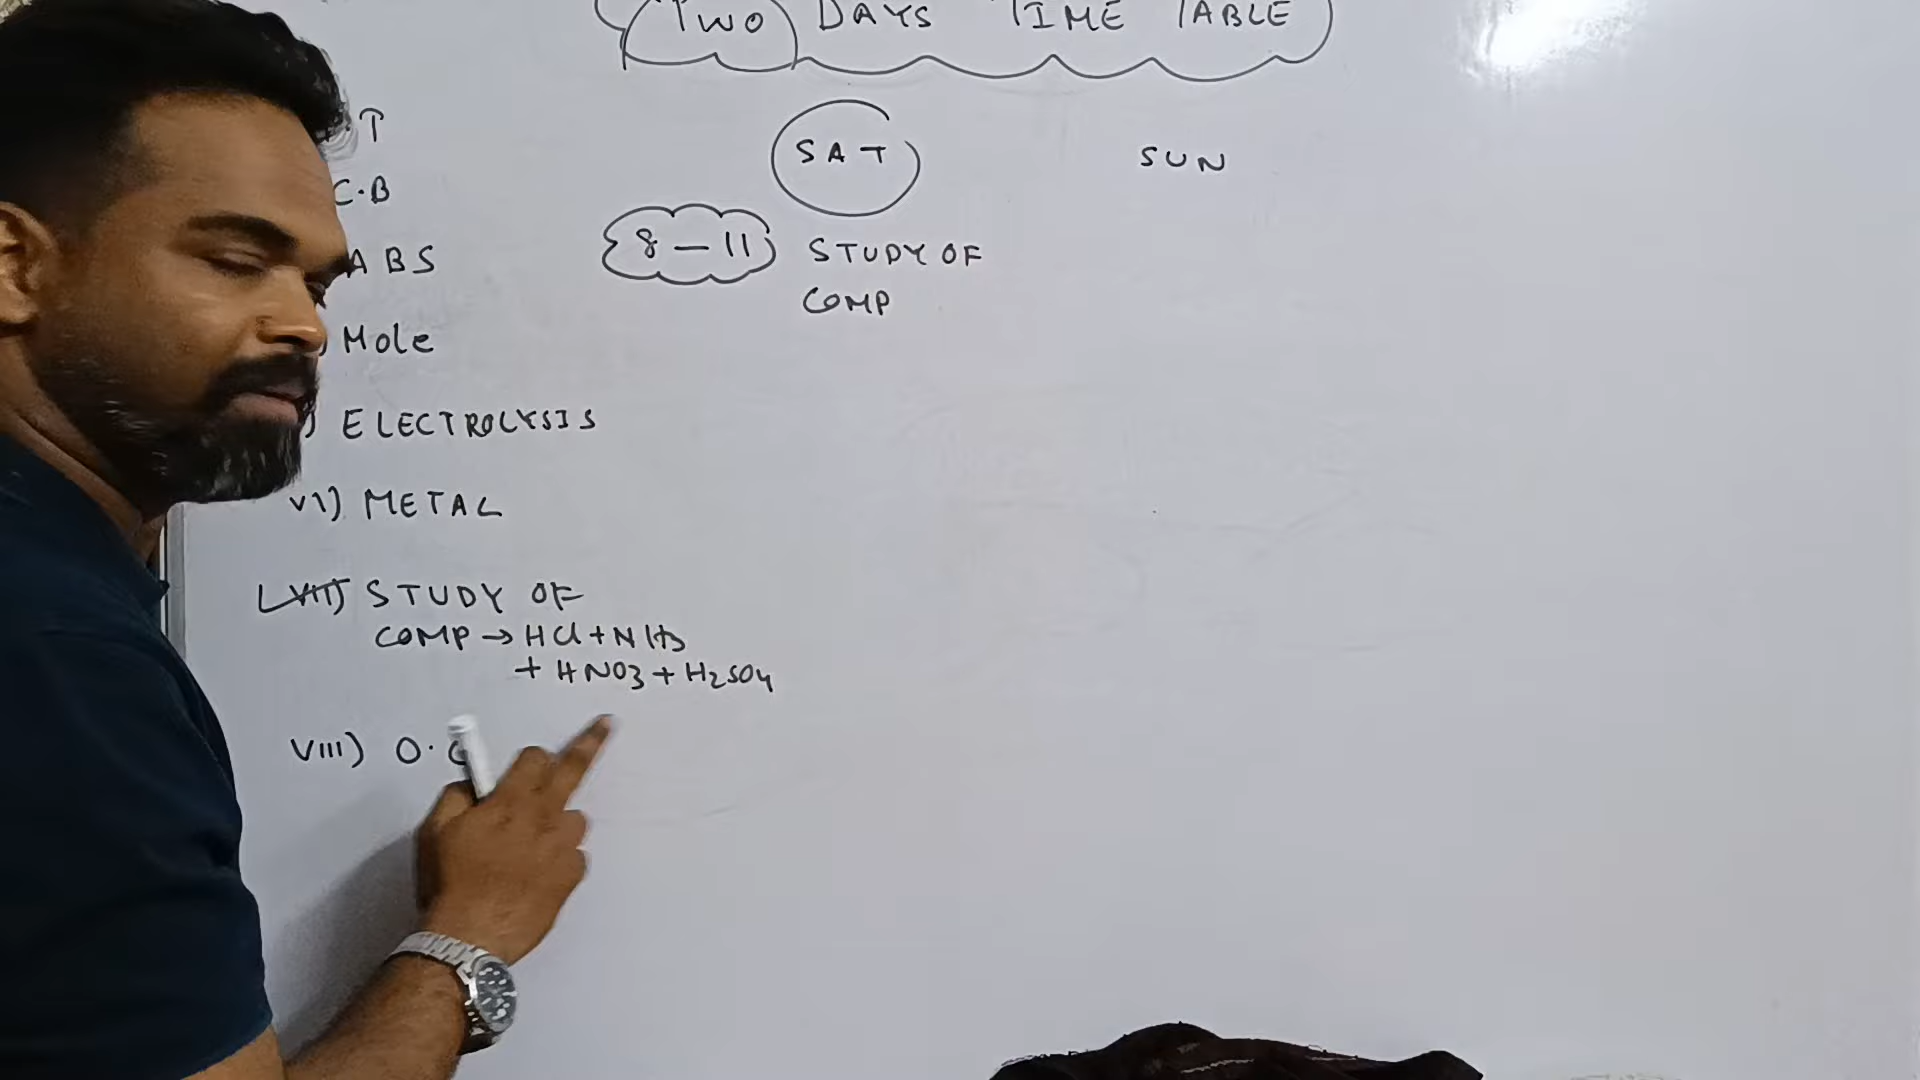 TWO DAYS TIME TABLE
SAT
SUN
T
C.B
8 - 11 STUDY OF
COMP
ABS
Mole
) ELECTROLYSIS
VI) METAL
VII) STUDY OF
COMP → HCl + NH3
+ HNO3 + H2SO4
VIII) O.